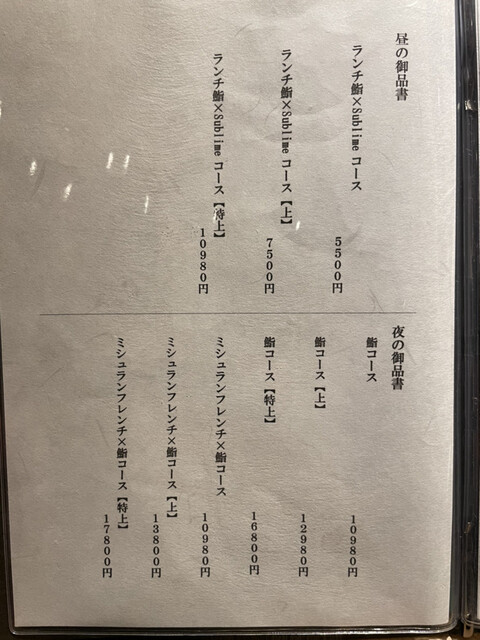 昼の御品書
ランチ鮨×Sublime コース
5500円
ランチ鮨×Sublime コース【上】
7500円
ランチ鮨×Sublime コース【特上】
10980円
夜の御品書
鮨コース
10980円
鮨コース【上】
12980円
鮨コース【特上】
16800円
ミシュランフレンチ×鮨コース
10980円
ミシュランフレンチ×鮨コース【上】
13800円
ミシュランフレンチ×鮨コース【特上】
17800円